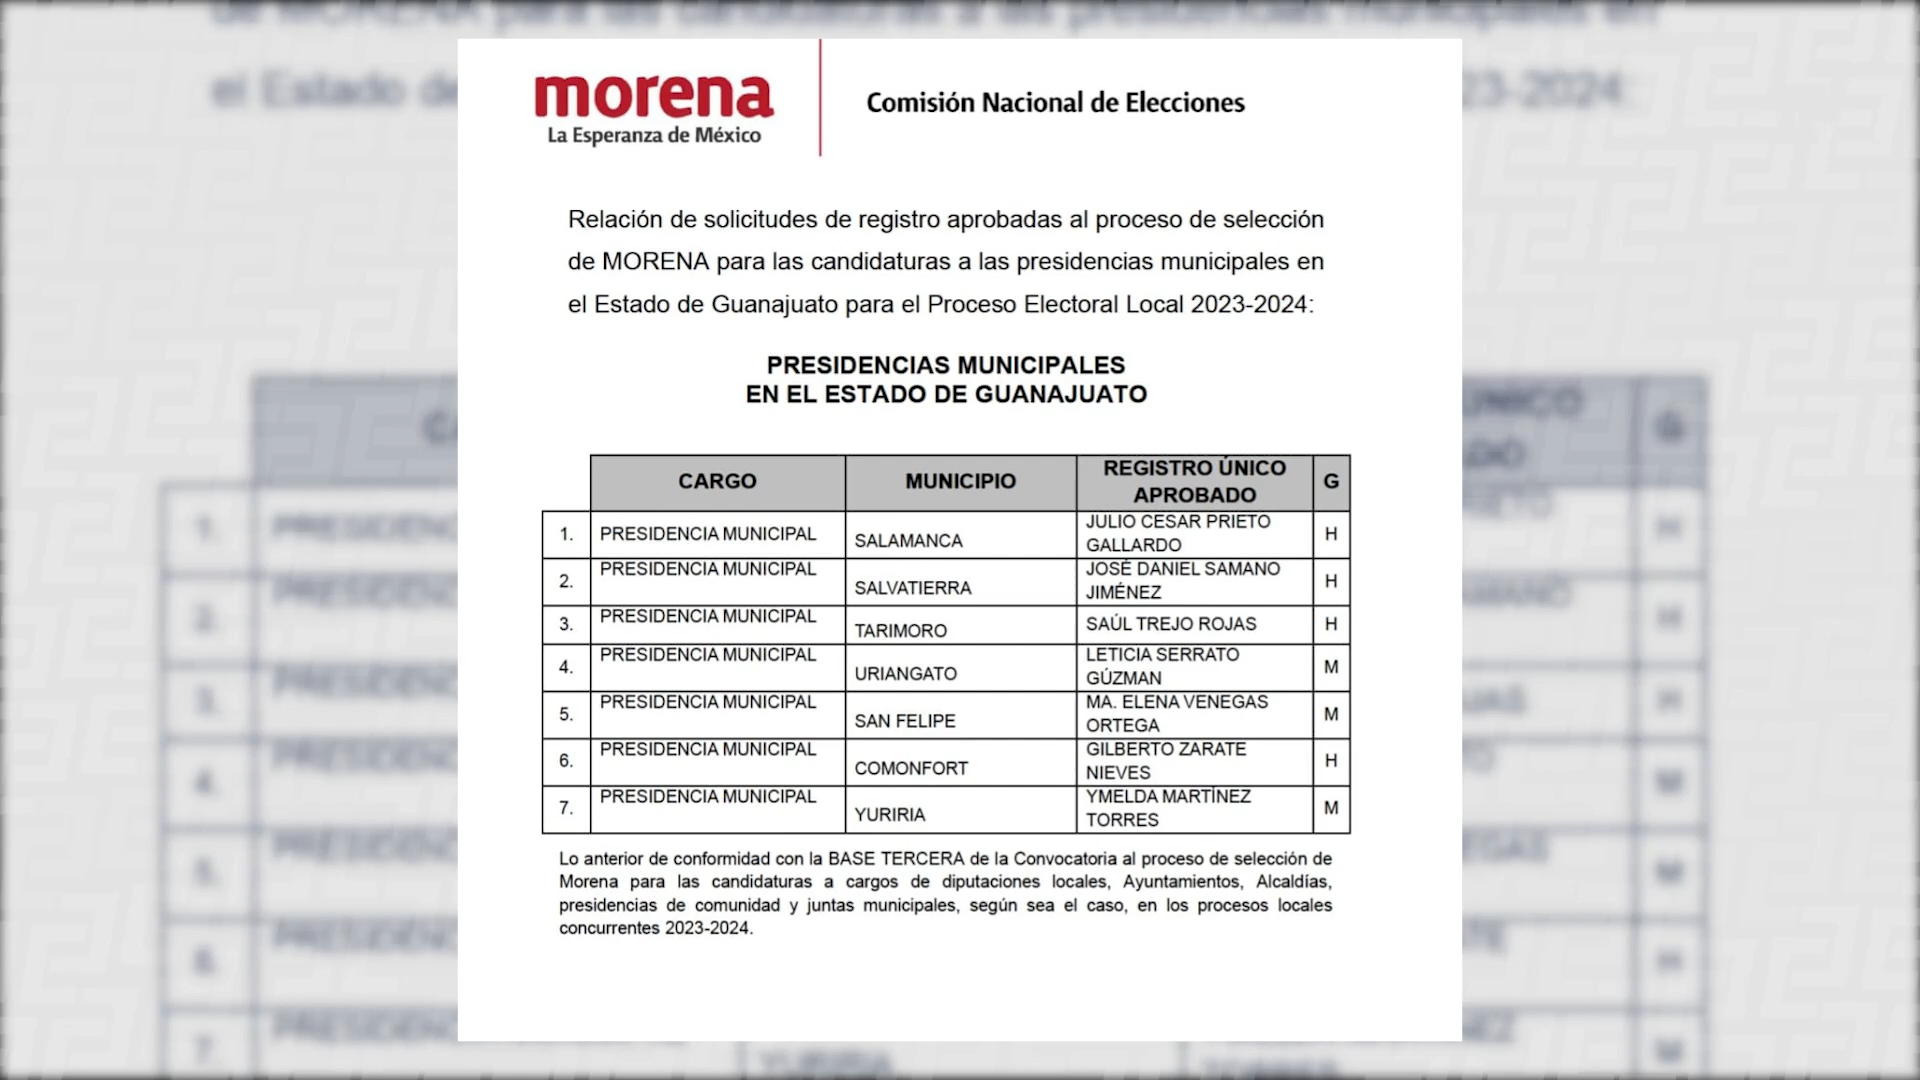 morena
La Esperanza de México
Comisión Nacional de Elecciones
Relación de solicitudes de registro aprobadas al proceso de selección
de MORENA para las candidaturas a las presidencias municipales en
el Estado de Guanajuato para el Proceso Electoral Local 2023-2024:
PRESIDENCIAS MUNICIPALES
EN EL ESTADO DE GUANAJUATO
CARGO MUNICIPIO REGISTRO ÚNICO APROBADO G
1. PRESIDENCIA MUNICIPAL SALAMANCA JULIO CESAR PRIETO GALLARDO H
2. PRESIDENCIA MUNICIPAL SALVATIERRA JOSÉ DANIEL SAMANO JIMÉNEZ H
3. PRESIDENCIA MUNICIPAL TARIMORO SAÚL TREJO ROJAS H
4. PRESIDENCIA MUNICIPAL URIANGATO LETICIA SERRATO GÚZMAN M
5. PRESIDENCIA MUNICIPAL SAN FELIPE MA. ELENA VENEGAS ORTEGA M
6. PRESIDENCIA MUNICIPAL COMONFORT GILBERTO ZARATE NIEVES H
7. PRESIDENCIA MUNICIPAL YURIRIA YMELDA MARTÍNEZ TORRES M
Lo anterior de conformidad con la BASE TERCERA de la Convocatoria al proceso de selección de
Morena para las candidaturas a cargos de diputaciones locales, Ayuntamientos, Alcaldías,
presidencias de comunidad y juntas municipales, según sea el caso, en los procesos locales
concurrentes 2023-2024.